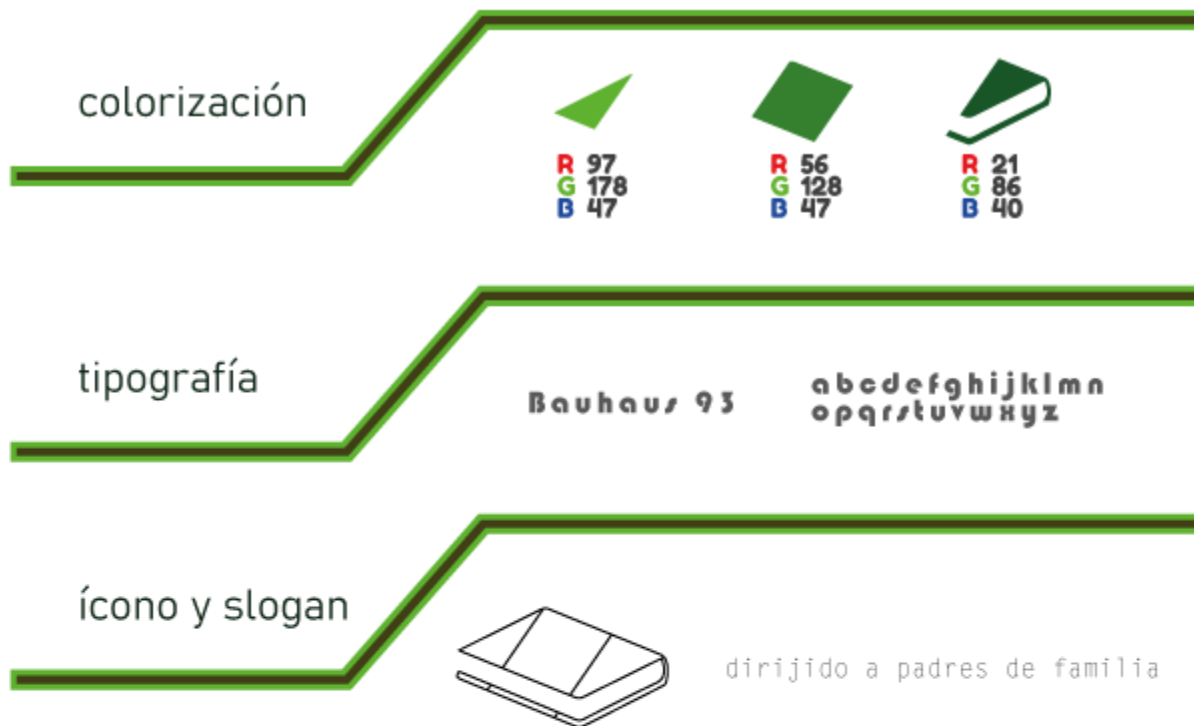 colorización
R 97
G 178
B 47
R 56
G 128
B 47
R 21
G 86
B 40
tipografía
Bauhaus 93
abcdefghijklmn
opqrstuvwxyz
ícono y slogan
dirijido a padres de familia